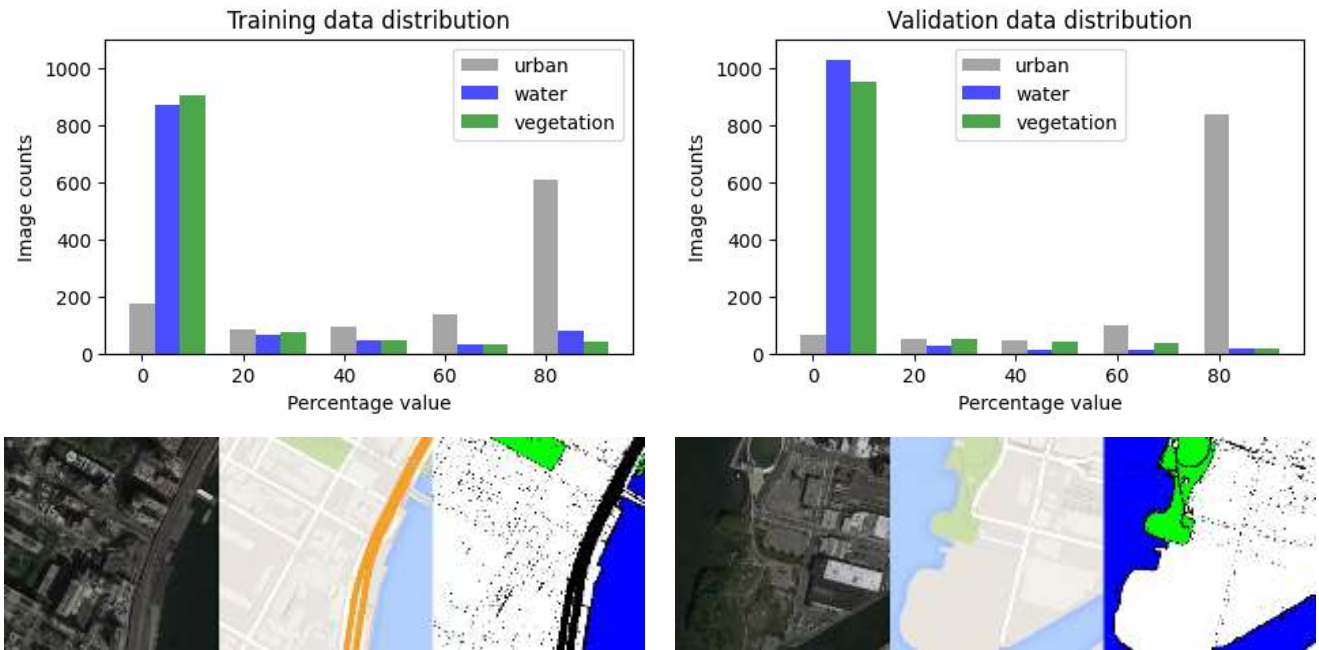 Training data distribution
1000
800
600
400
200
0
Image counts
urban
water
vegetation
0 20 40 60 80
Percentage value
Validation data distribution
1000
800
600
400
200
0
Image counts
urban
water
vegetation
0 20 40 60 80
Percentage value